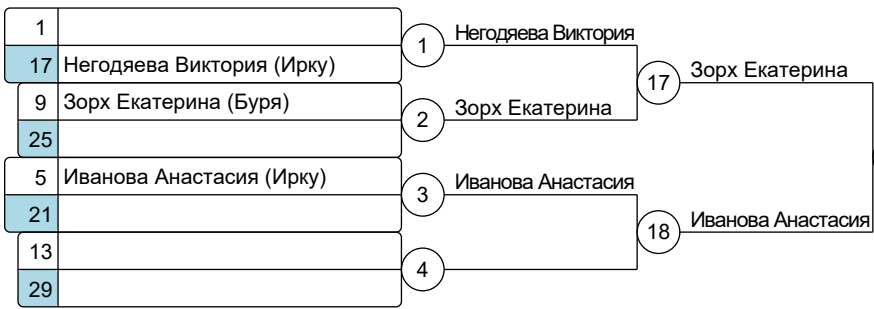 1
1
Негодяева Виктория
17 Негодяева Виктория (Ирку)
17
Зорх Екатерина
9 Зорх Екатерина (Буря)
2
Зорх Екатерина
25
5 Иванова Анастасия (Ирку)
3
Иванова Анастасия
21
18
Иванова Анастасия
13
4
29